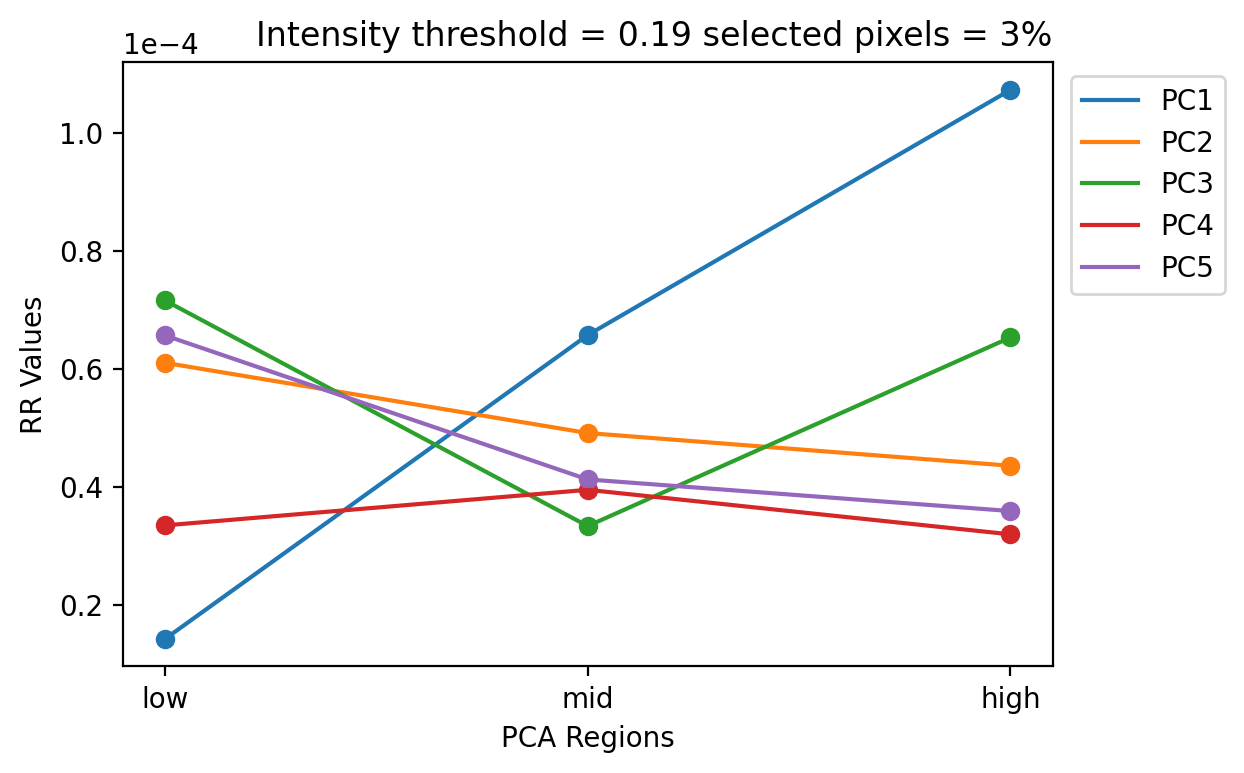 Intensity threshold = 0.19 selected pixels = 3%
1e−4
1.0
0.8
0.6
0.4
0.2
RR Values
low
mid
high
PCA Regions
PC1
PC2
PC3
PC4
PC5